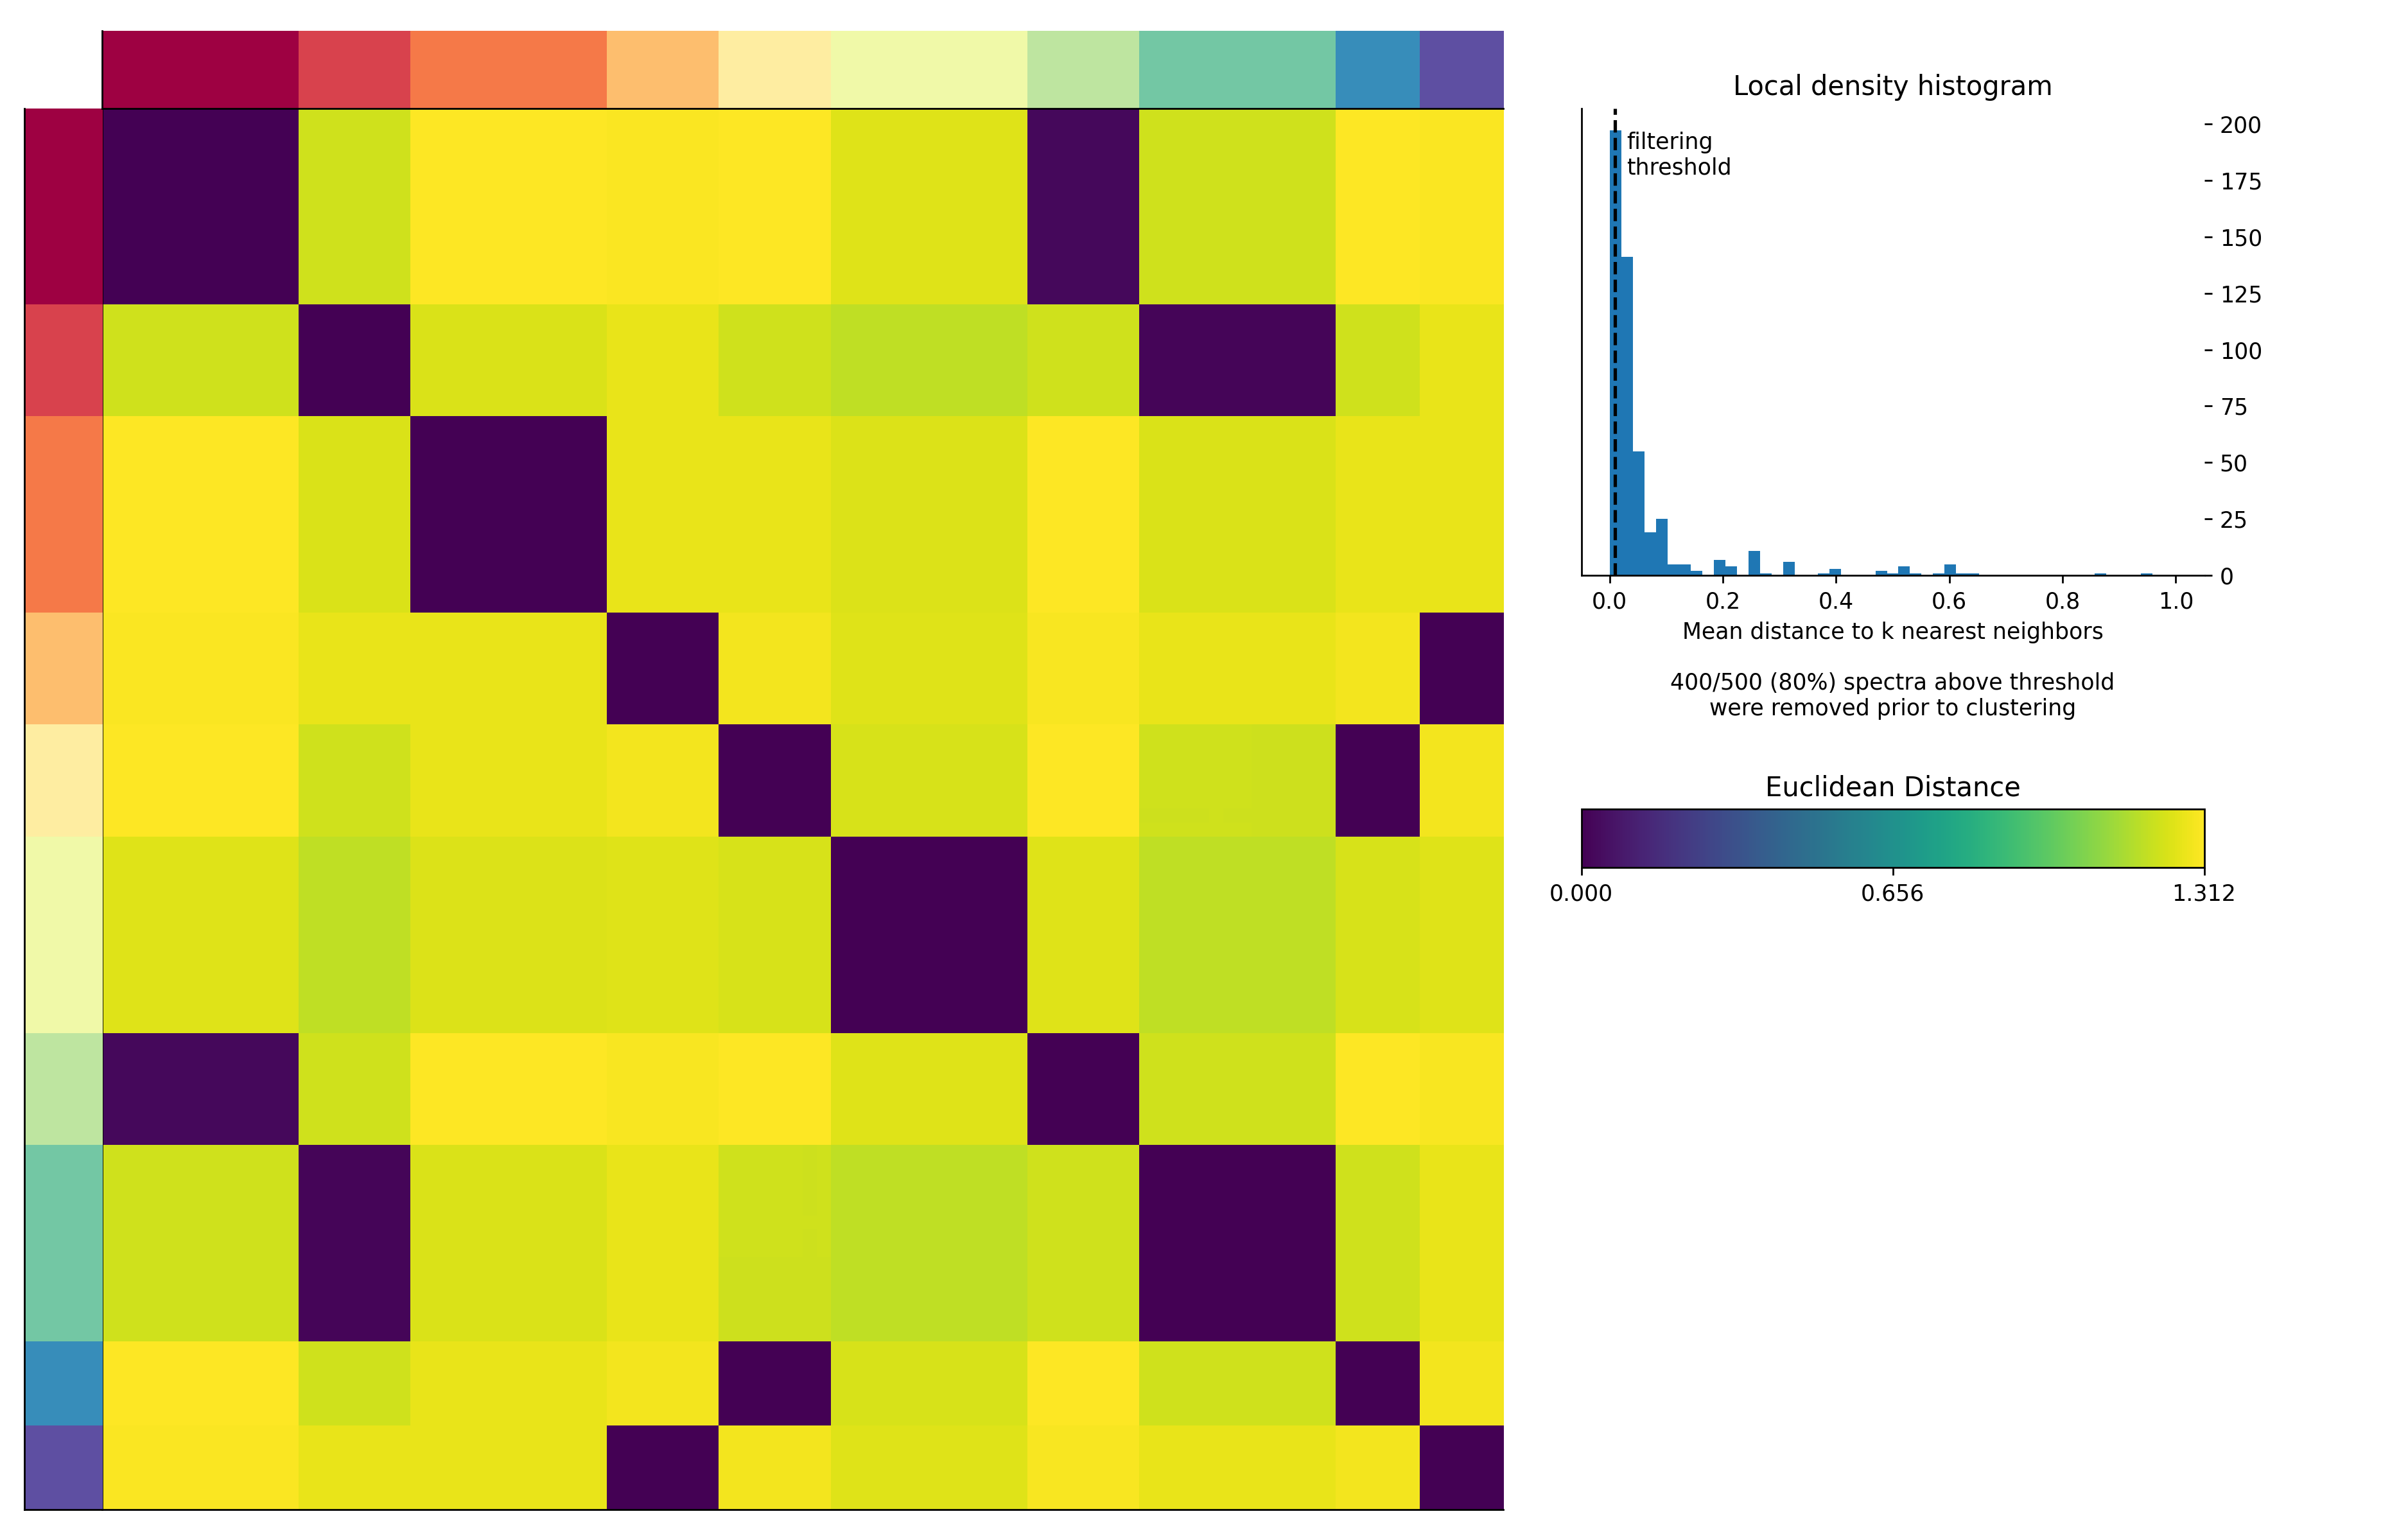 Local density histogram
filtering
threshold
200
175
150
125
100
75
50
25
0
0.0 0.2 0.4 0.6 0.8 1.0
Mean distance to k nearest neighbors
400/500 (80%) spectra above threshold
were removed prior to clustering
Euclidean Distance
0.000 0.656 1.312